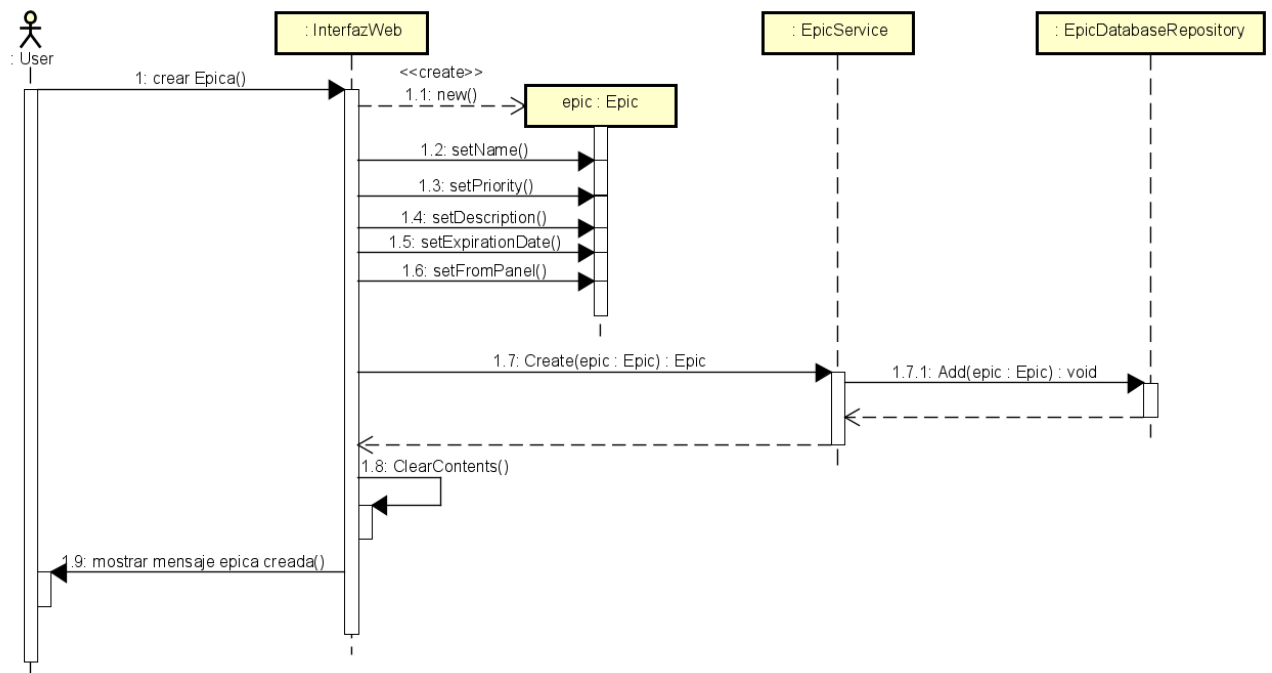 : InterfazWeb
: EpicService
: EpicDatabaseRepository
: User
1: crear Epica()
<<create>>
1.1: new()
epic : Epic
1.2: setName()
1.3: setPriority()
1.4: setDescription()
1.5: setExpirationDate()
1.6: setFromPanel()
1.7: Create(epic : Epic) : Epic
1.7.1: Add(epic : Epic) : void
1.8: ClearContents()
1.9: mostrar mensaje epica creada()